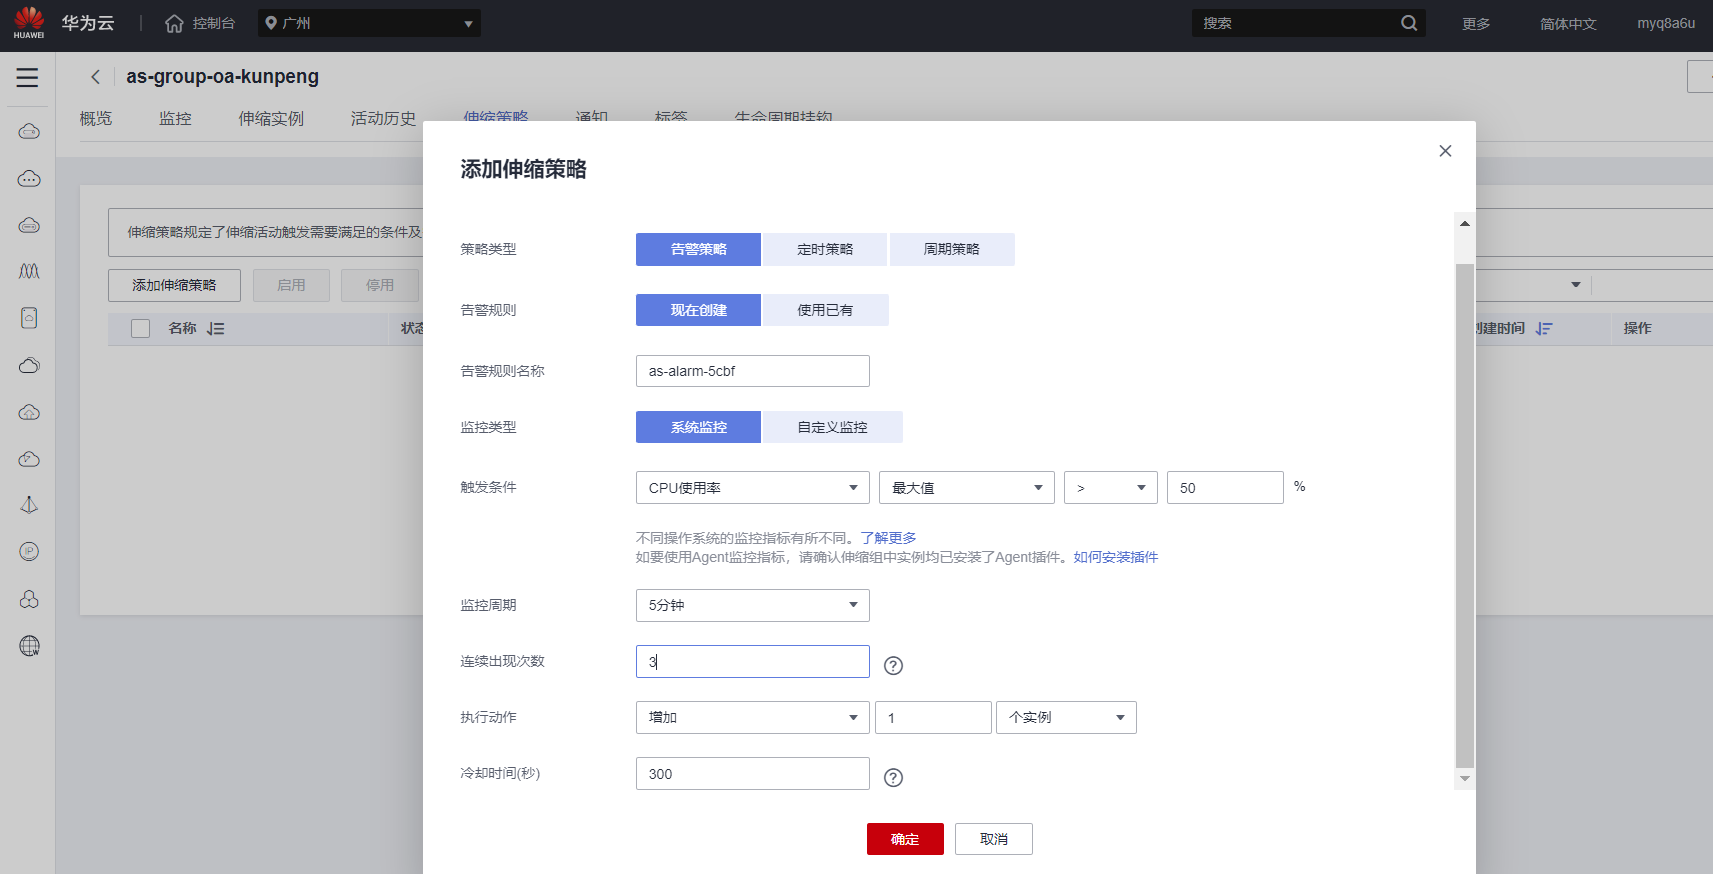 HUAWEI
华为云
控制台
广州
搜索
更多
简体中文
myq8a6u
as-group-oa-kunpeng
概览
监控
伸缩实例
活动历史
伸缩策略
通知
标签
生命周期挂钩
伸缩策略规定了伸缩活动触发需要满足的条件及
添加伸缩策略
启用
停用
名称
状态
创建时间
操作
添加伸缩策略
策略类型
告警策略
定时策略
周期策略
告警规则
现在创建
使用已有
告警规则名称
as-alarm-5cbf
监控类型
系统监控
自定义监控
触发条件
CPU使用率
最大值
>
50
%
不同操作系统的监控指标有所不同。了解更多
如要使用Agent监控指标，请确认伸缩组中实例均已安装了Agent插件。如何安装插件
监控周期
5分钟
连续出现次数
3
执行动作
增加
1
个实例
冷却时间(秒)
300
确定
取消
IP
W